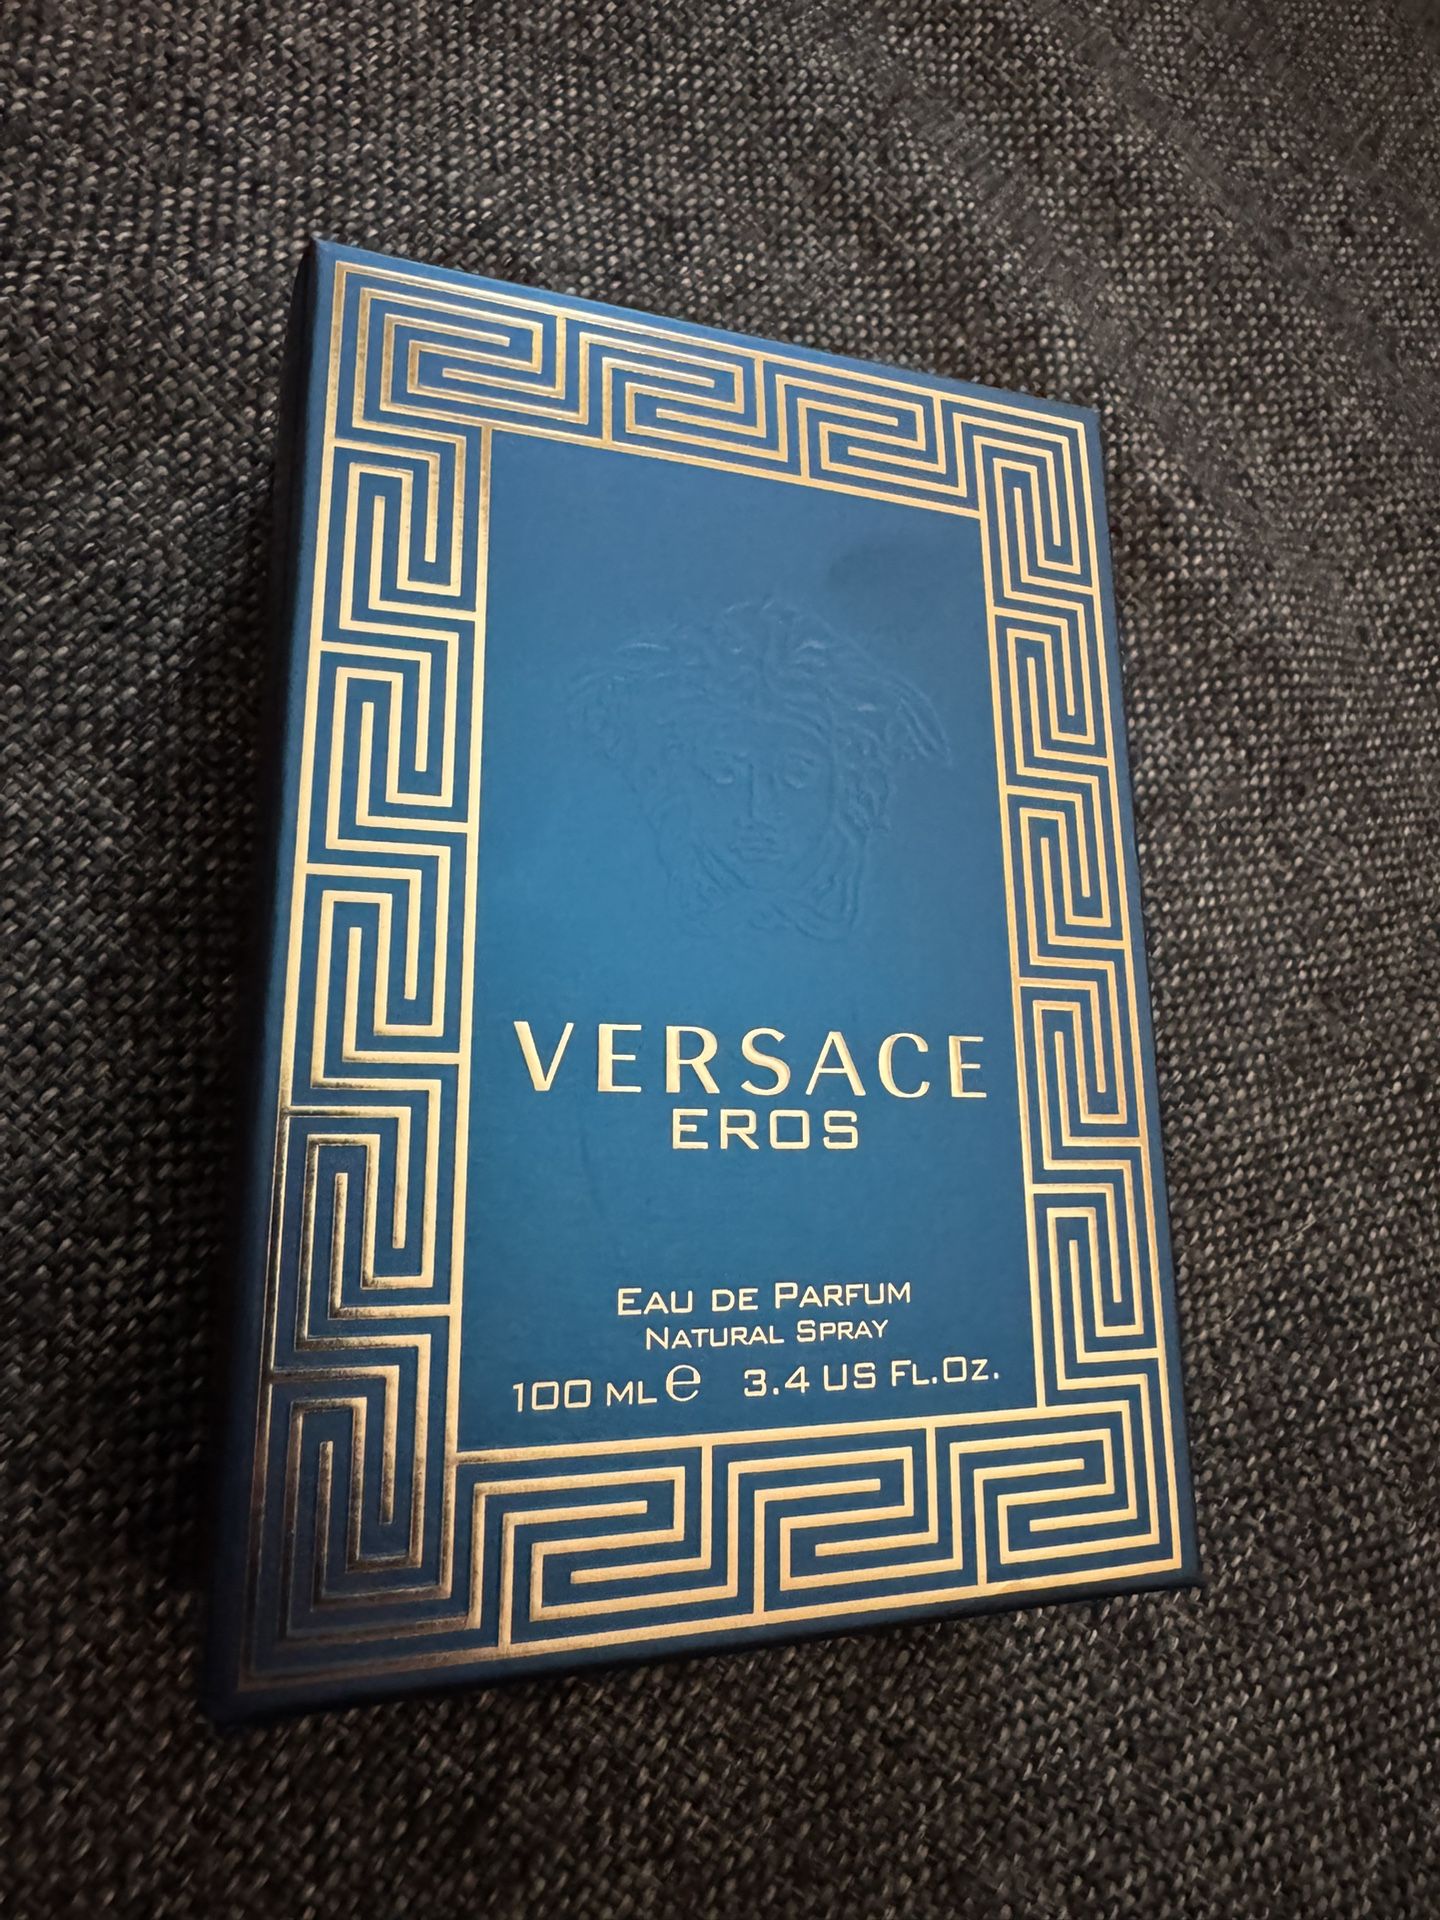 VERSACE
EROS
EAU DE PARFUM
NATURAL SPRAY
100 ML ℮ 3.4 US FL.OZ.